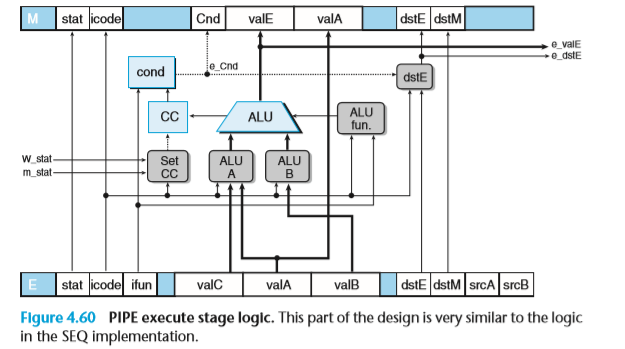 M stat icode Cnd valE valA dstE dstM
e_valE
e_dstE
e_Cnd
cond
dstE
CC
ALU
ALU
fun.
W_stat
m_stat
Set
CC
ALU
A
ALU
B
E stat icode ifun valC valA valB dstE dstM srcA srcB
Figure 4.60 PIPE execute stage logic. This part of the design is very similar to the logic
in the SEQ implementation.